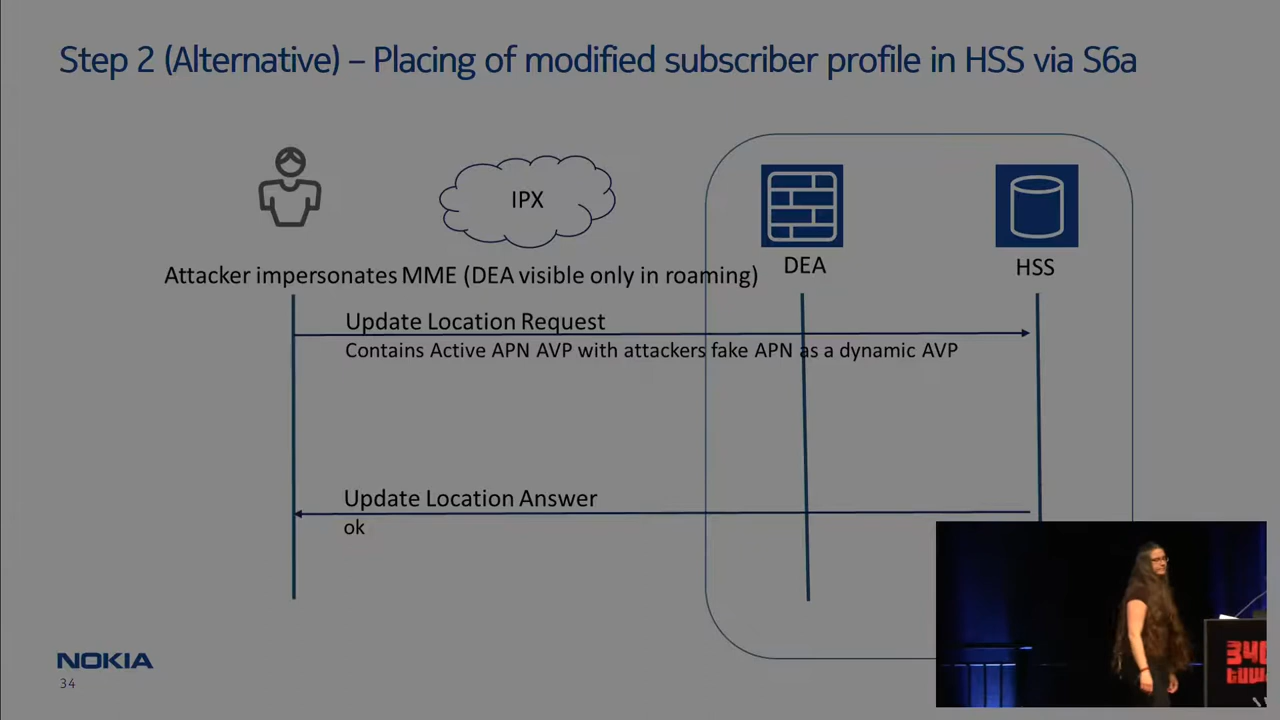 Step 2 (Alternative) – Placing of modified subscriber profile in HSS via S6a
IPX
Attacker impersonates MME (DEA visible only in roaming)
DEA
HSS
Update Location Request
Contains Active APN AVP with attackers fake APN as a dynamic AVP
Update Location Answer
ok
NOKIA
34